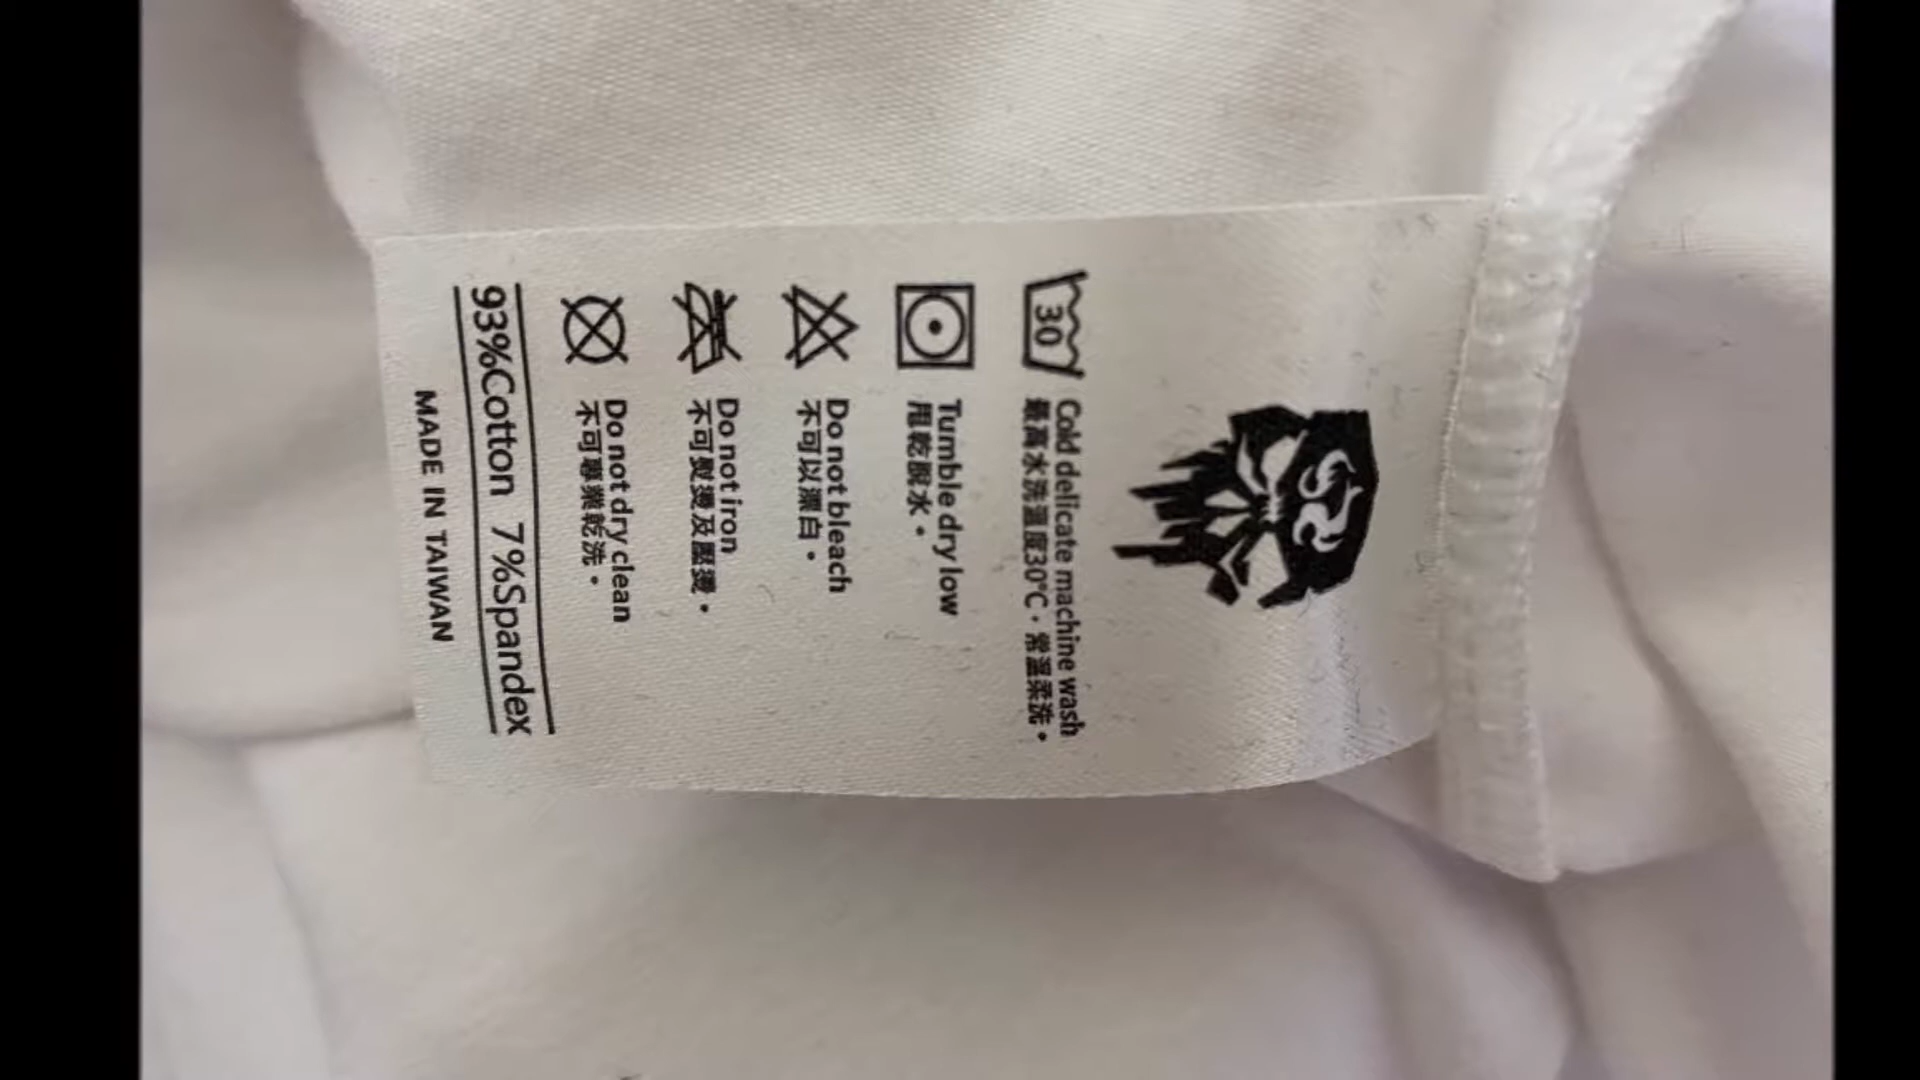 30
Cold delicate machine wash
最高水洗溫度30°C，常溫柔洗。
Tumble dry low
甩乾脫水。
Do not bleach
不可以漂白。
Do not iron
不可熨燙及壓燙。
Do not dry clean
不可專業乾洗。
93%Cotton 7%Spandex
MADE IN TAIWAN